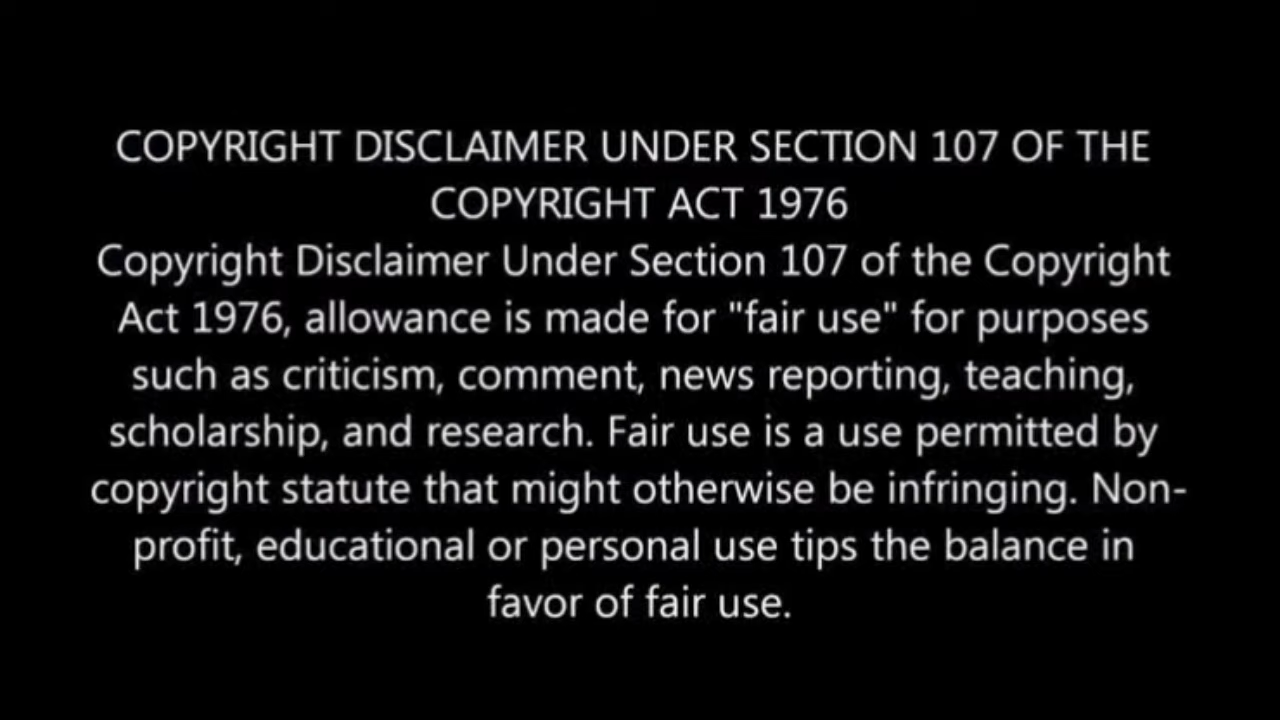 COPYRIGHT DISCLAIMER UNDER SECTION 107 OF THE
COPYRIGHT ACT 1976
Copyright Disclaimer Under Section 107 of the Copyright
Act 1976, allowance is made for "fair use" for purposes
such as criticism, comment, news reporting, teaching,
scholarship, and research. Fair use is a use permitted by
copyright statute that might otherwise be infringing. Non-
profit, educational or personal use tips the balance in
favor of fair use.